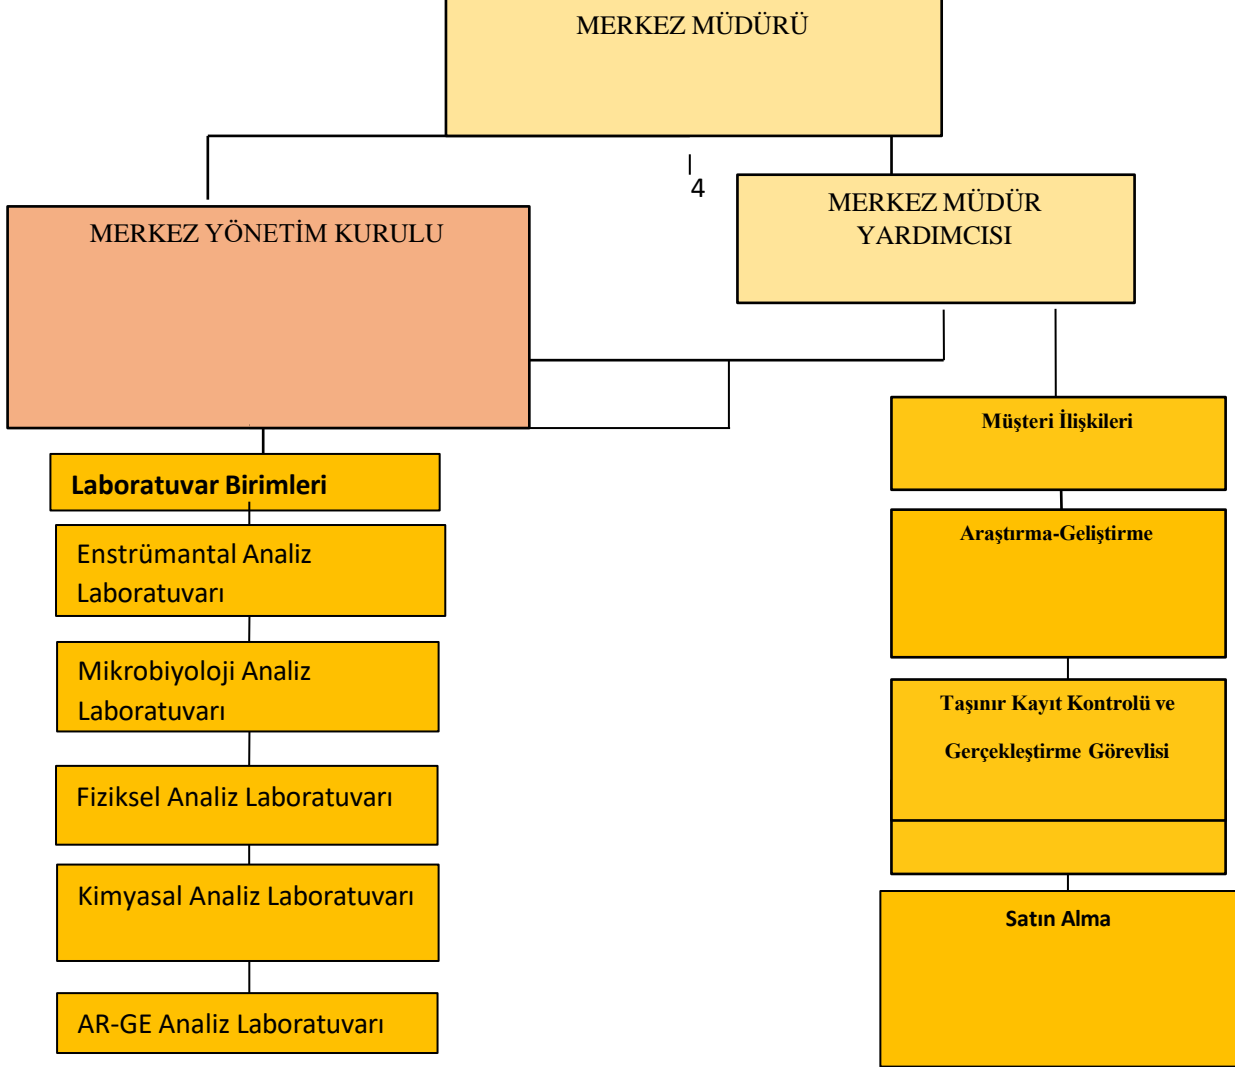 MERKEZ MÜDÜRÜ
4
MERKEZ YÖNETİM KURULU
MERKEZ MÜDÜR
YARDIMCISI
Laboratuvar Birimleri
Enstrümantal Analiz
Laboratuvarı
Mikrobiyoloji Analiz
Laboratuvarı
Fiziksel Analiz Laboratuvarı
Kimyasal Analiz Laboratuvarı
AR-GE Analiz Laboratuvarı
Müşteri İlişkileri
Araştırma-Geliştirme
Taşınır Kayıt Kontrolü ve
Gerçekleştirme Görevlisi
Satın Alma